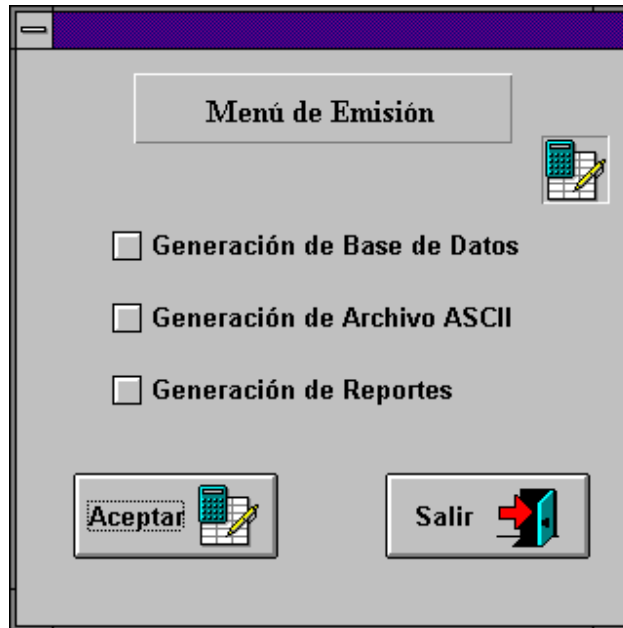 Menú de Emisión
Generación de Base de Datos
Generación de Archivo ASCII
Generación de Reportes
Aceptar
Salir